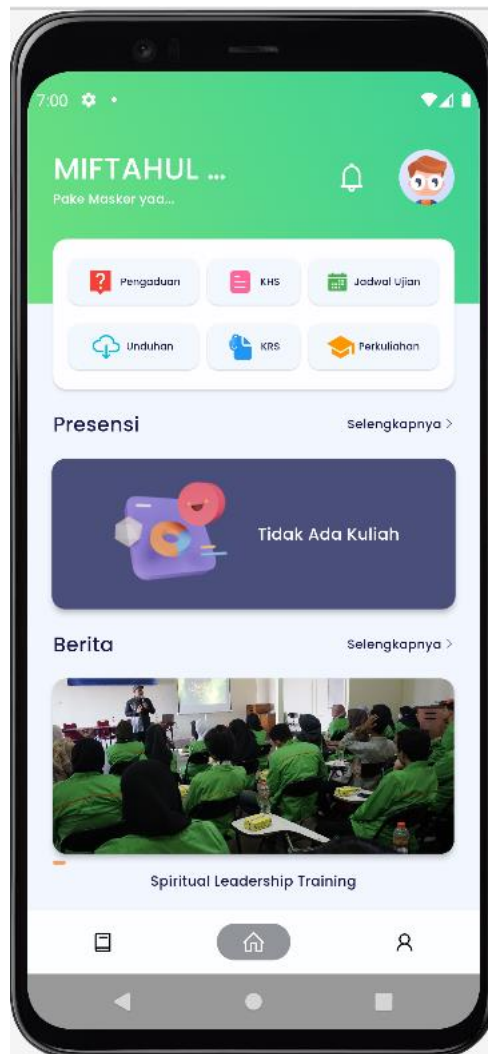 7:00
MIFTAHUL ...
Pake Masker yaa...
Pengaduan
KHS
Jadwal Ujian
Unduhan
KRS
Perkuliahan
Presensi
Selengkapnya >
Tidak Ada Kuliah
Berita
Selengkapnya >
Spiritual Leadership Training